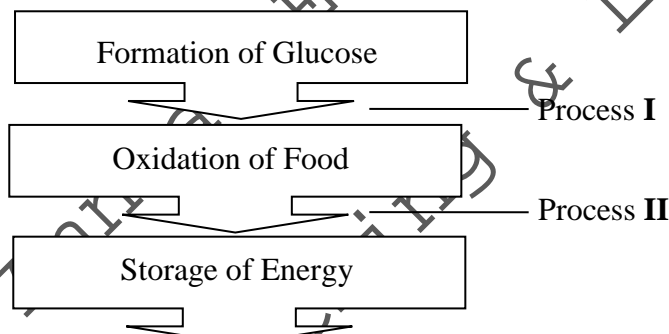 Formation of Glucose
Process I
Oxidation of Food
Process II
Storage of Energy